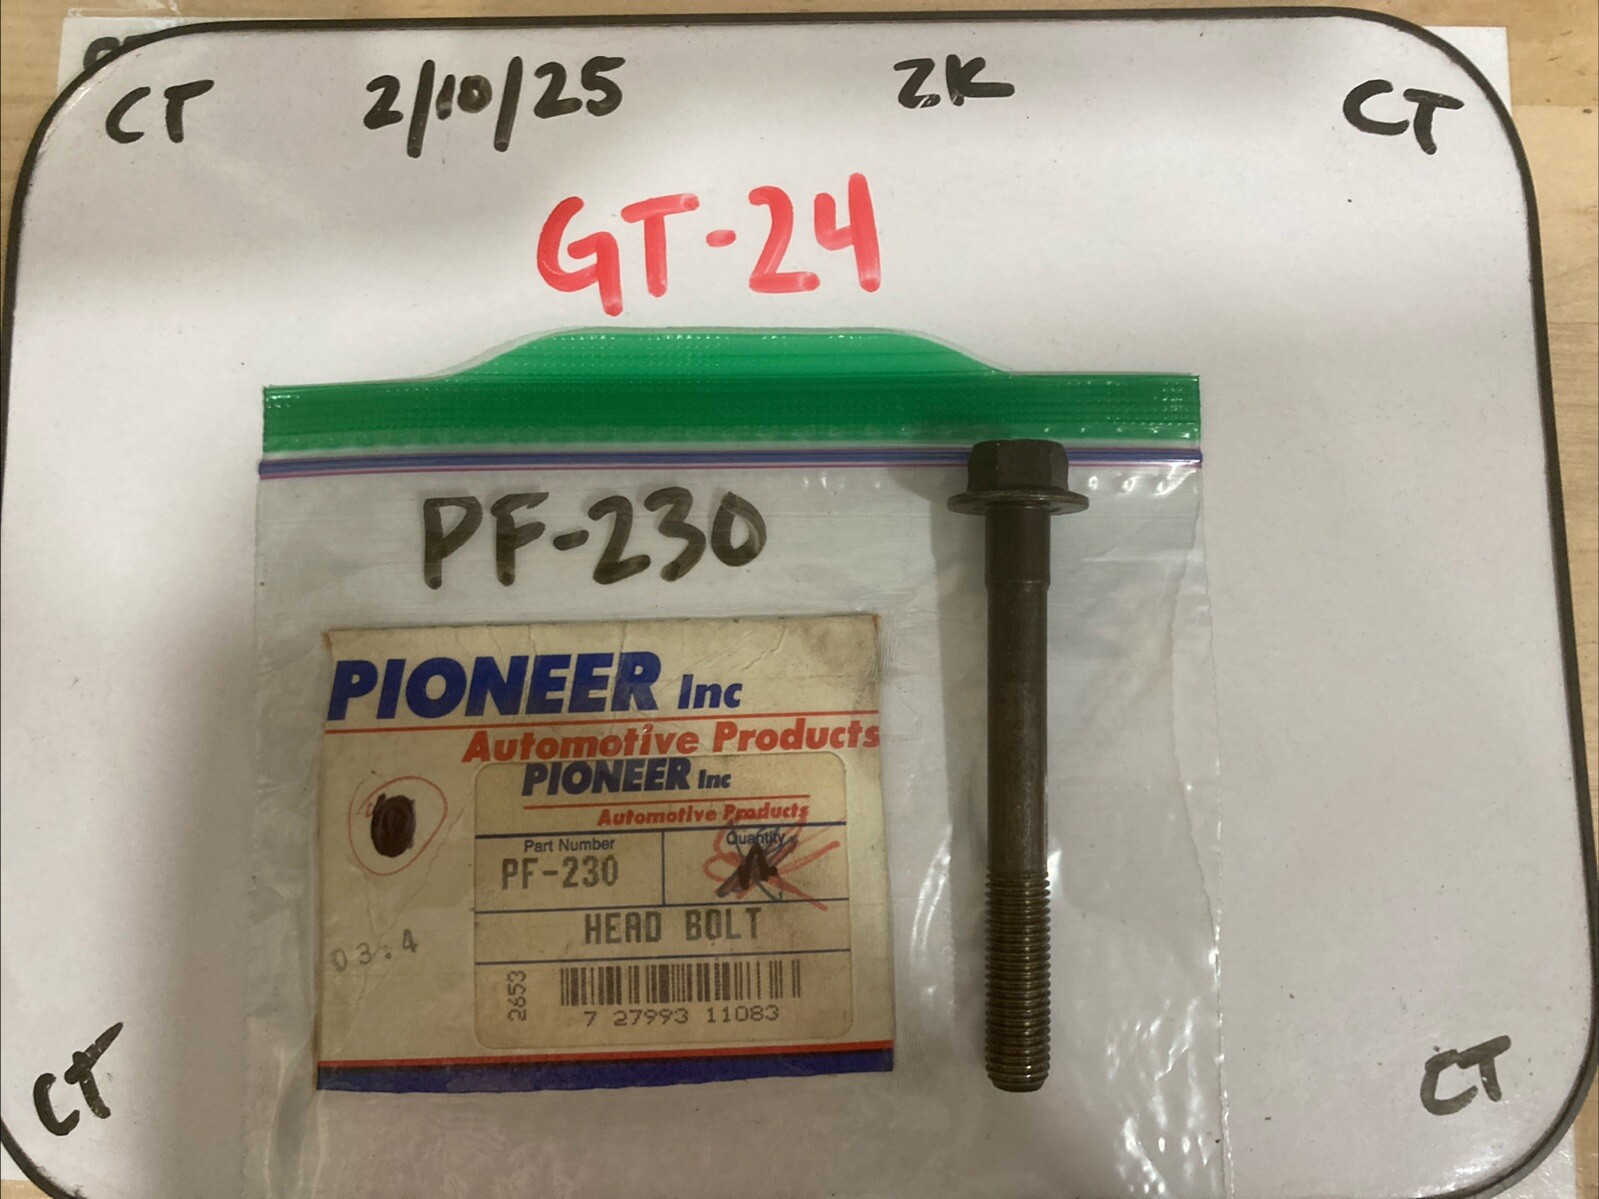 CT 2/10/25 ZK CT
GT-24
PF-230
PIONEER Inc
Automotive Products
PIONEER Inc
Automotive Products
Part Number
Quantity
PF-230
HEAD BOLT
03:4
2653
7 27993 11083
CT
CT